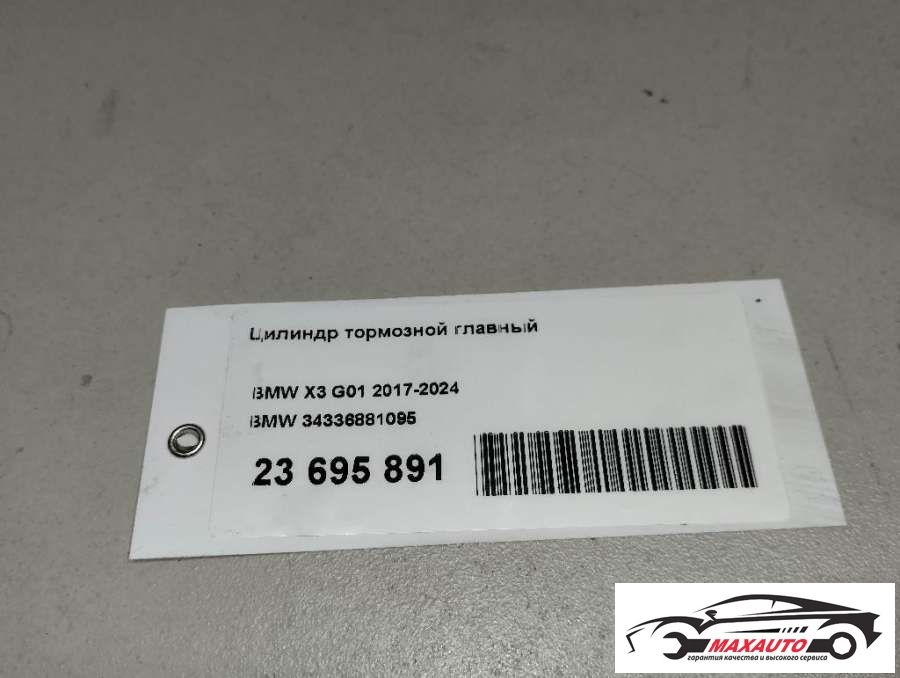 Цилиндр тормозной главный
BMW X3 G01 2017-2024
BMW 34336881095
23 695 891
MAXAUTO
гарантия качества и высокого сервиса